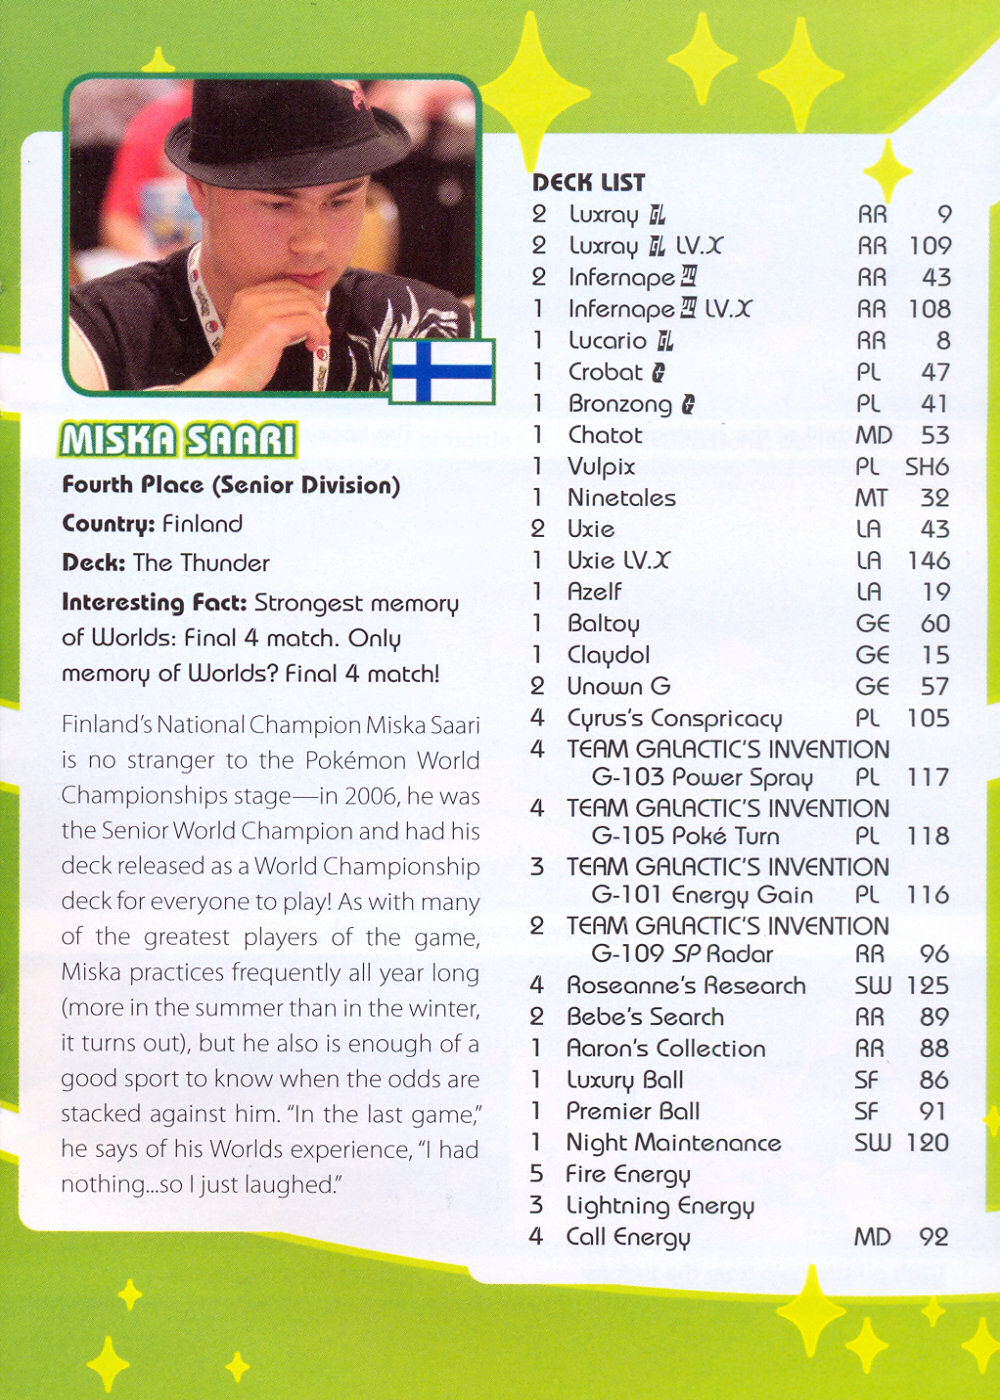 MISKA SAARI
Fourth Place (Senior Division)
Country: Finland
Deck: The Thunder
Interesting Fact: Strongest memory
of Worlds: Final 4 match. Only
memory of Worlds? Final 4 match!
Finland's National Champion Miska Saari
is no stranger to the Pokémon World
Championships stage—in 2006, he was
the Senior World Champion and had his
deck released as a World Championship
deck for everyone to play! As with many
of the greatest players of the game,
Miska practices frequently all year long
(more in the summer than in the winter,
it turns out), but he also is enough of a
good sport to know when the odds are
stacked against him. "In the last game,"
he says of his Worlds experience, "I had
nothing...so I just laughed."
DECK LIST
2 Luxray GL RR 9
2 Luxray GL LV.X RR 109
2 Infernape 4 RR 43
1 Infernape 4 LV.X RR 108
1 Lucario GL RR 8
1 Crobat G PL 47
1 Bronzong G PL 41
1 Chatot MD 53
1 Vulpix PL SH6
1 Ninetales MT 32
2 Uxie LA 43
1 Uxie LV.X LA 146
1 Azelf LA 19
1 Baltoy GE 60
1 Claydol GE 15
2 Unown G GE 57
4 Cyrus's Conspricacy PL 105
4 TEAM GALACTIC'S INVENTION
G-103 Power Spray PL 117
4 TEAM GALACTIC'S INVENTION
G-105 Poké Turn PL 118
3 TEAM GALACTIC'S INVENTION
G-101 Energy Gain PL 116
2 TEAM GALACTIC'S INVENTION
G-109 SP Radar RR 96
4 Roseanne's Research SW 125
2 Bebe's Search RR 89
1 Aaron's Collection RR 88
1 Luxury Ball SF 86
1 Premier Ball SF 91
1 Night Maintenance SW 120
5 Fire Energy
3 Lightning Energy
4 Call Energy MD 92